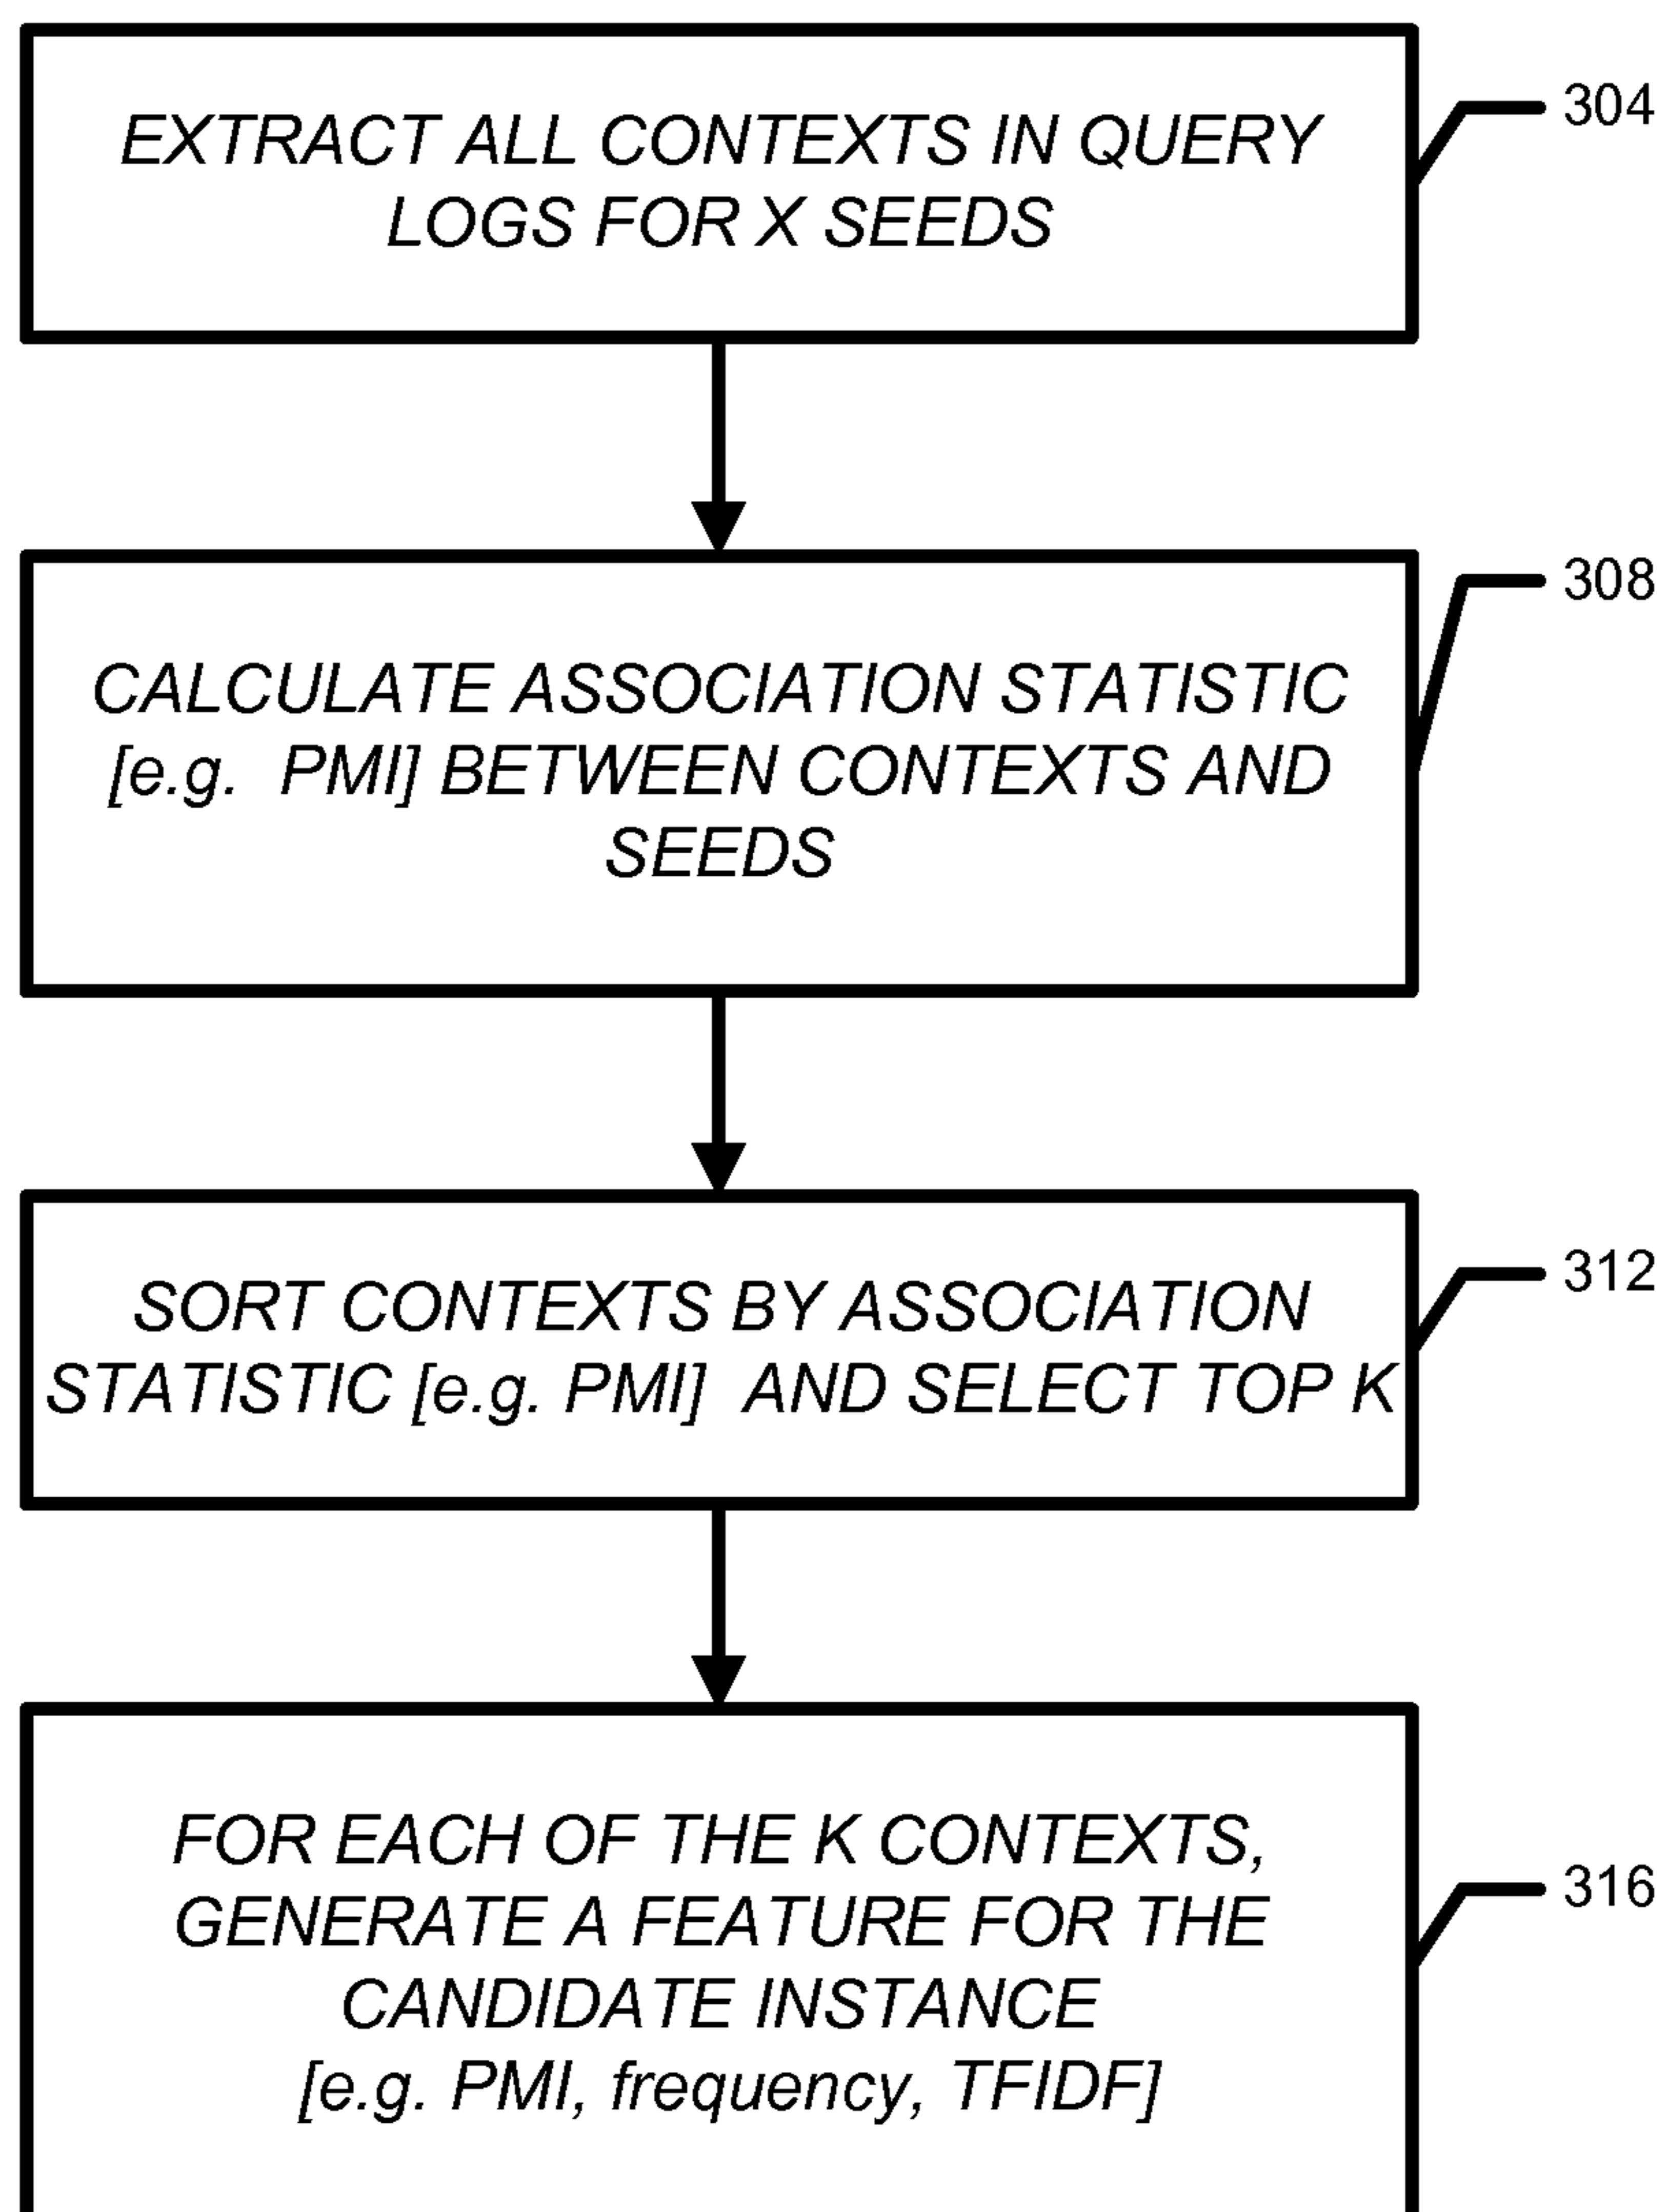 EXTRACT ALL CONTEXTS IN QUERY
LOGS FOR X SEEDS
304
CALCULATE ASSOCIATION STATISTIC
[e.g. PMI] BETWEEN CONTEXTS AND
SEEDS
308
SORT CONTEXTS BY ASSOCIATION
STATISTIC [e.g. PMI] AND SELECT TOP K
312
FOR EACH OF THE K CONTEXTS,
GENERATE A FEATURE FOR THE
CANDIDATE INSTANCE
[e.g. PMI, frequency, TFIDF]
316